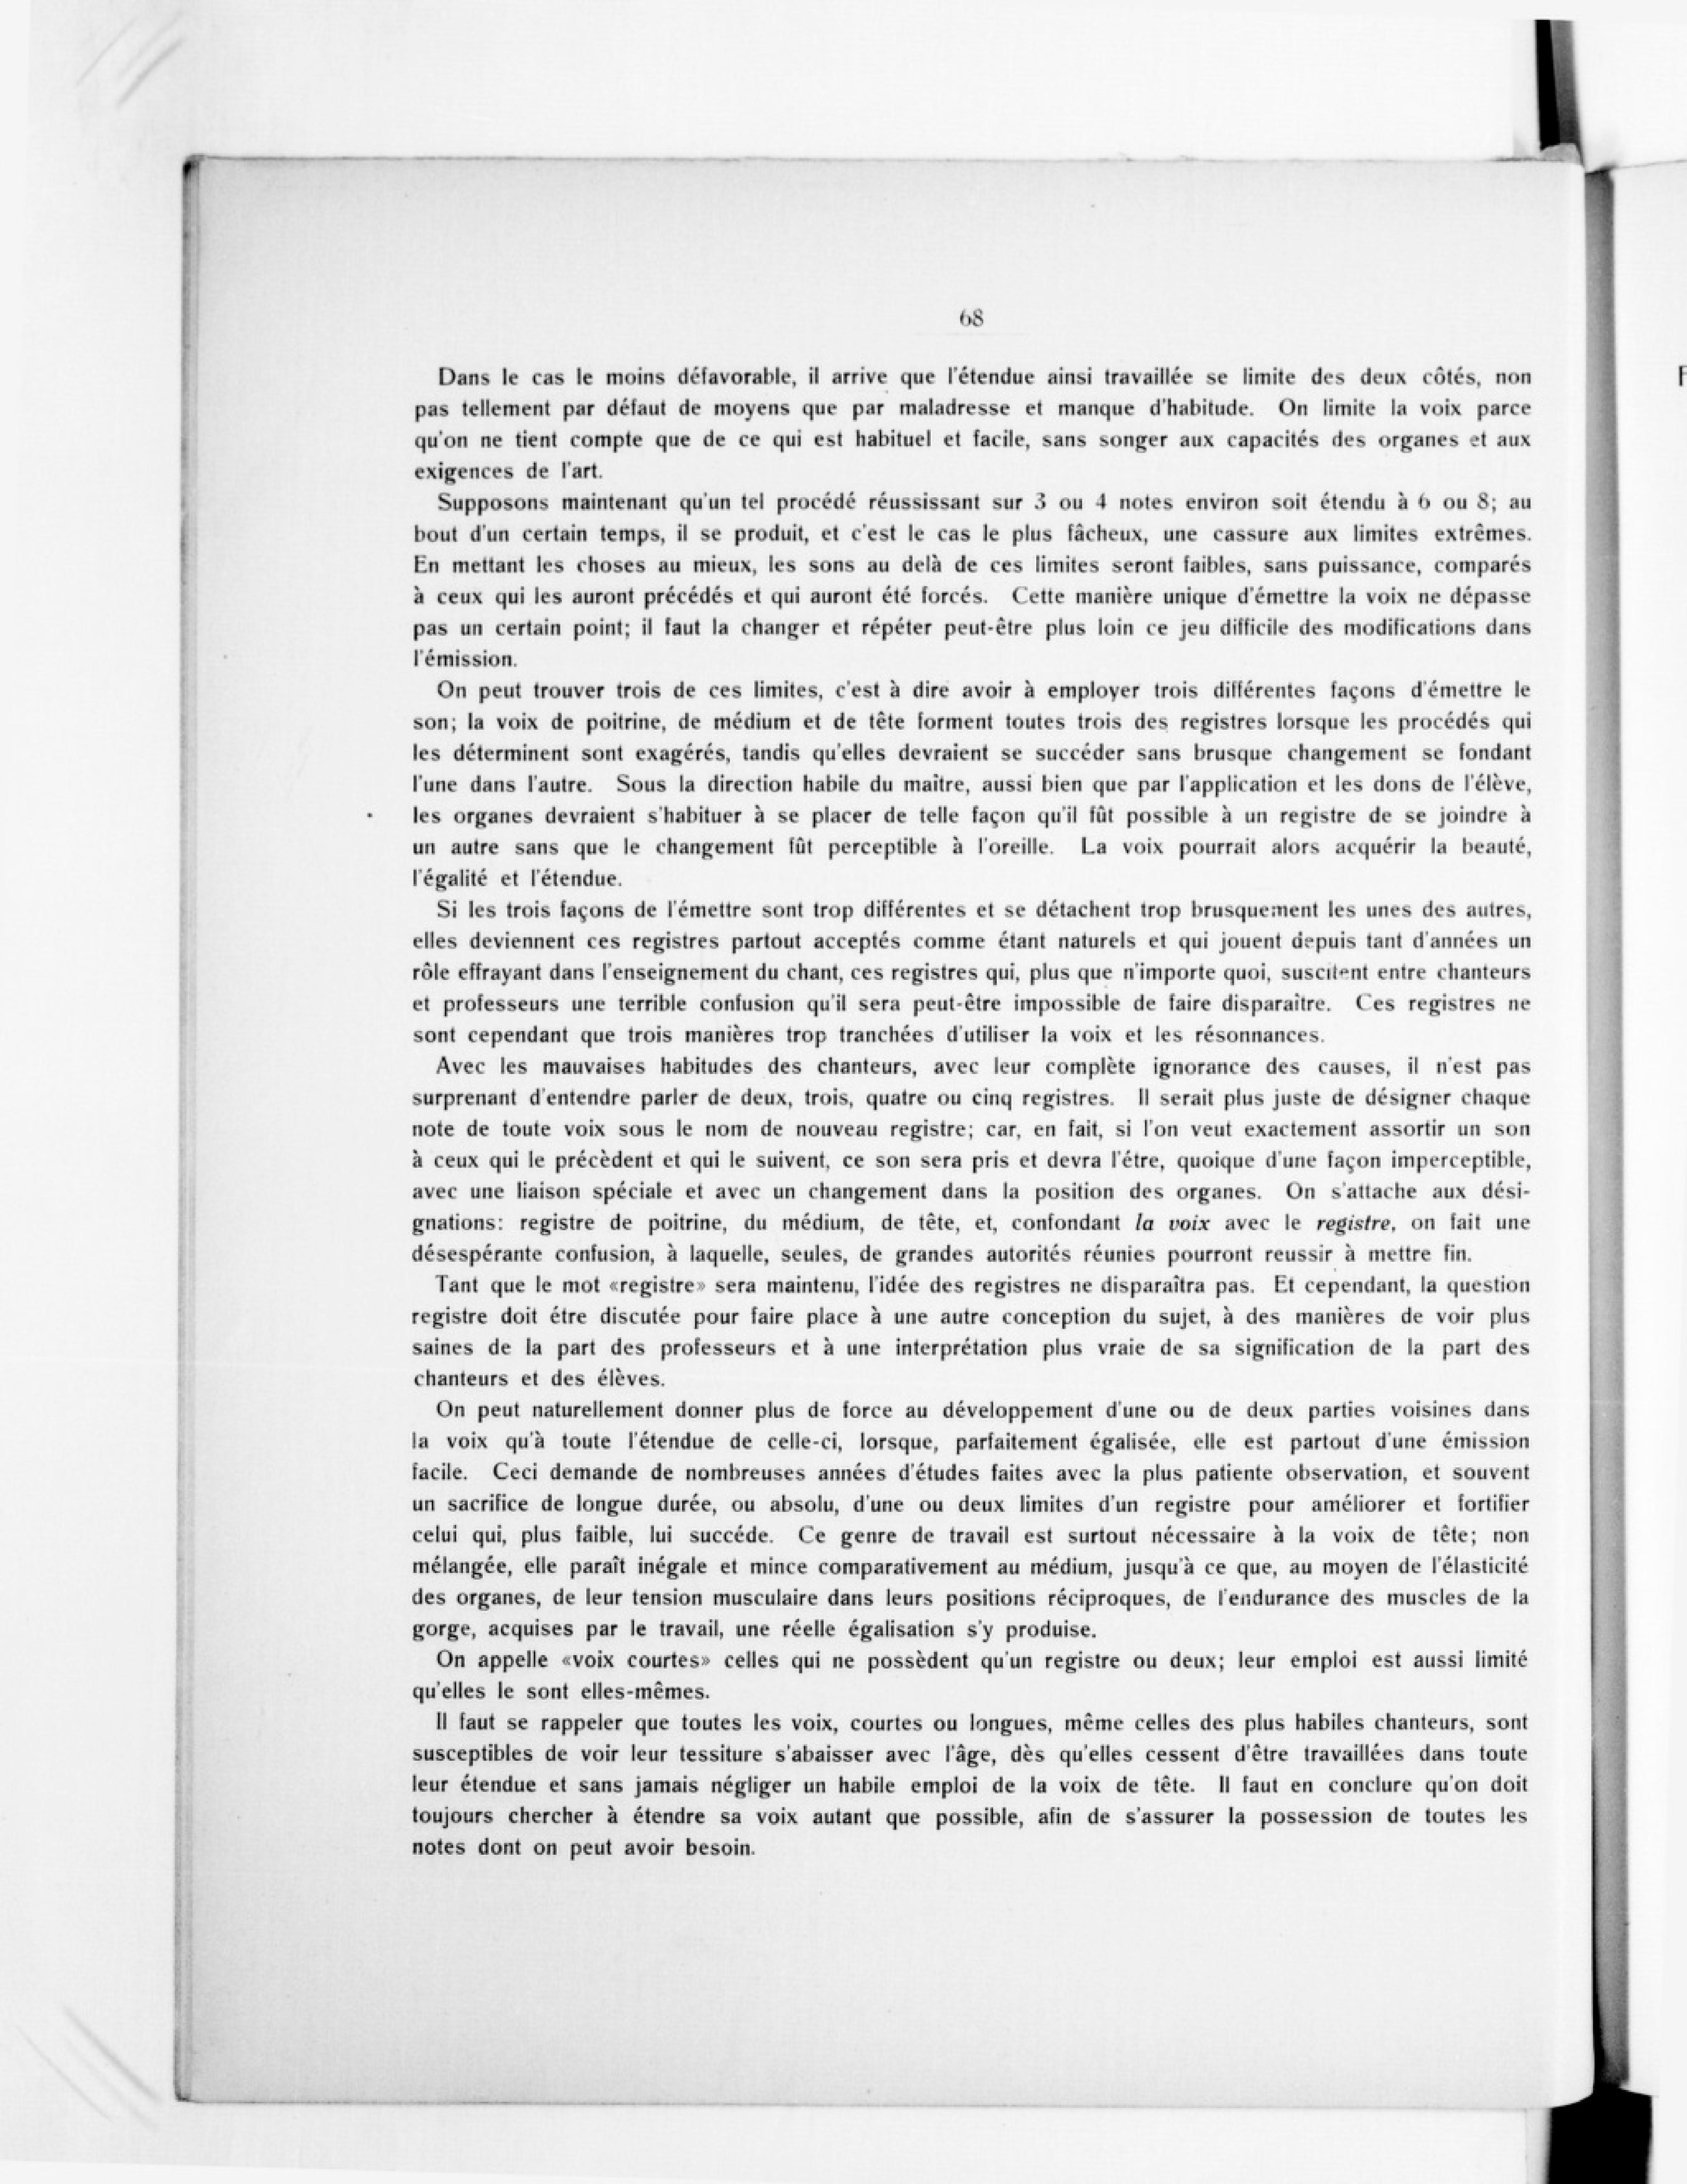 68
Dans le cas le moins défavorable, il arrive que l'étendue ainsi travaillée se limite des deux côtés, non
pas tellement par défaut de moyens que par maladresse et manque d'habitude. On limite la voix parce
qu'on ne tient compte que de ce qui est habituel et facile, sans songer aux capacités des organes et aux
exigences de l'art.
Supposons maintenant qu'un tel procédé réussissant sur 3 ou 4 notes environ soit étendu à 6 ou 8; au
bout d'un certain temps, il se produit, et c'est le cas le plus fâcheux, une cassure aux limites extrêmes.
En mettant les choses au mieux, les sons au delà de ces limites seront faibles, sans puissance, comparés
à ceux qui les auront précédés et qui auront été forcés. Cette manière unique d'émettre la voix ne dépasse
pas un certain point; il faut la changer et répéter peut-être plus loin ce jeu difficile des modifications dans
l'émission.
On peut trouver trois de ces limites, c'est à dire avoir à employer trois différentes façons d'émettre le
son; la voix de poitrine, de médium et de tête forment toutes trois des registres lorsque les procédés qui
les déterminent sont exagérés, tandis qu'elles devraient se succéder sans brusque changement se fondant
l'une dans l'autre. Sous la direction habile du maître, aussi bien que par l'application et les dons de l'élève,
les organes devraient s'habituer à se placer de telle façon qu'il fût possible à un registre de se joindre à
un autre sans que le changement fût perceptible à l'oreille. La voix pourrait alors acquérir la beauté,
l'égalité et l'étendue.
Si les trois façons de l'émettre sont trop différentes et se détachent trop brusquement les unes des autres,
elles deviennent ces registres partout acceptés comme étant naturels et qui jouent depuis tant d'années un
rôle effrayant dans l'enseignement du chant, ces registres qui, plus que n'importe quoi, suscitent entre chanteurs
et professeurs une terrible confusion qu'il sera peut-être impossible de faire disparaître. Ces registres ne
sont cependant que trois manières trop tranchées d'utiliser la voix et les résonnances.
Avec les mauvaises habitudes des chanteurs, avec leur complète ignorance des causes, il n'est pas
surprenant d'entendre parler de deux, trois, quatre ou cinq registres. Il serait plus juste de désigner chaque
note de toute voix sous le nom de nouveau registre; car, en fait, si l'on veut exactement assortir un son
à ceux qui le précèdent et qui le suivent, ce son sera pris et devra l'étre, quoique d'une façon imperceptible,
avec une liaison spéciale et avec un changement dans la position des organes. On s'attache aux dési-
gnations: registre de poitrine, du médium, de tête, et, confondant la voix avec le registre, on fait une
désespérante confusion, à laquelle, seules, de grandes autorités réunies pourront reussir à mettre fin.
Tant que le mot «registre» sera maintenu, l'idée des registres ne disparaîtra pas. Et cependant, la question
registre doit étre discutée pour faire place à une autre conception du sujet, à des manières de voir plus
saines de la part des professeurs et à une interprétation plus vraie de sa signification de la part des
chanteurs et des élèves.
On peut naturellement donner plus de force au développement d'une ou de deux parties voisines dans
la voix qu'à toute l'étendue de celle-ci, lorsque, parfaitement égalisée, elle est partout d'une émission
facile. Ceci demande de nombreuses années d'études faites avec la plus patiente observation, et souvent
un sacrifice de longue durée, ou absolu, d'une ou deux limites d'un registre pour améliorer et fortifier
celui qui, plus faible, lui succéde. Ce genre de travail est surtout nécessaire à la voix de tête; non
mélangée, elle paraît inégale et mince comparativement au médium, jusqu'à ce que, au moyen de l'élasticité
des organes, de leur tension musculaire dans leurs positions réciproques, de l'endurance des muscles de la
gorge, acquises par le travail, une réelle égalisation s'y produise.
On appelle «voix courtes» celles qui ne possèdent qu'un registre ou deux; leur emploi est aussi limité
qu'elles le sont elles-mêmes.
Il faut se rappeler que toutes les voix, courtes ou longues, même celles des plus habiles chanteurs, sont
susceptibles de voir leur tessiture s'abaisser avec l'âge, dès qu'elles cessent d'être travaillées dans toute
leur étendue et sans jamais négliger un habile emploi de la voix de tête. Il faut en conclure qu'on doit
toujours chercher à étendre sa voix autant que possible, afin de s'assurer la possession de toutes les
notes dont on peut avoir besoin.